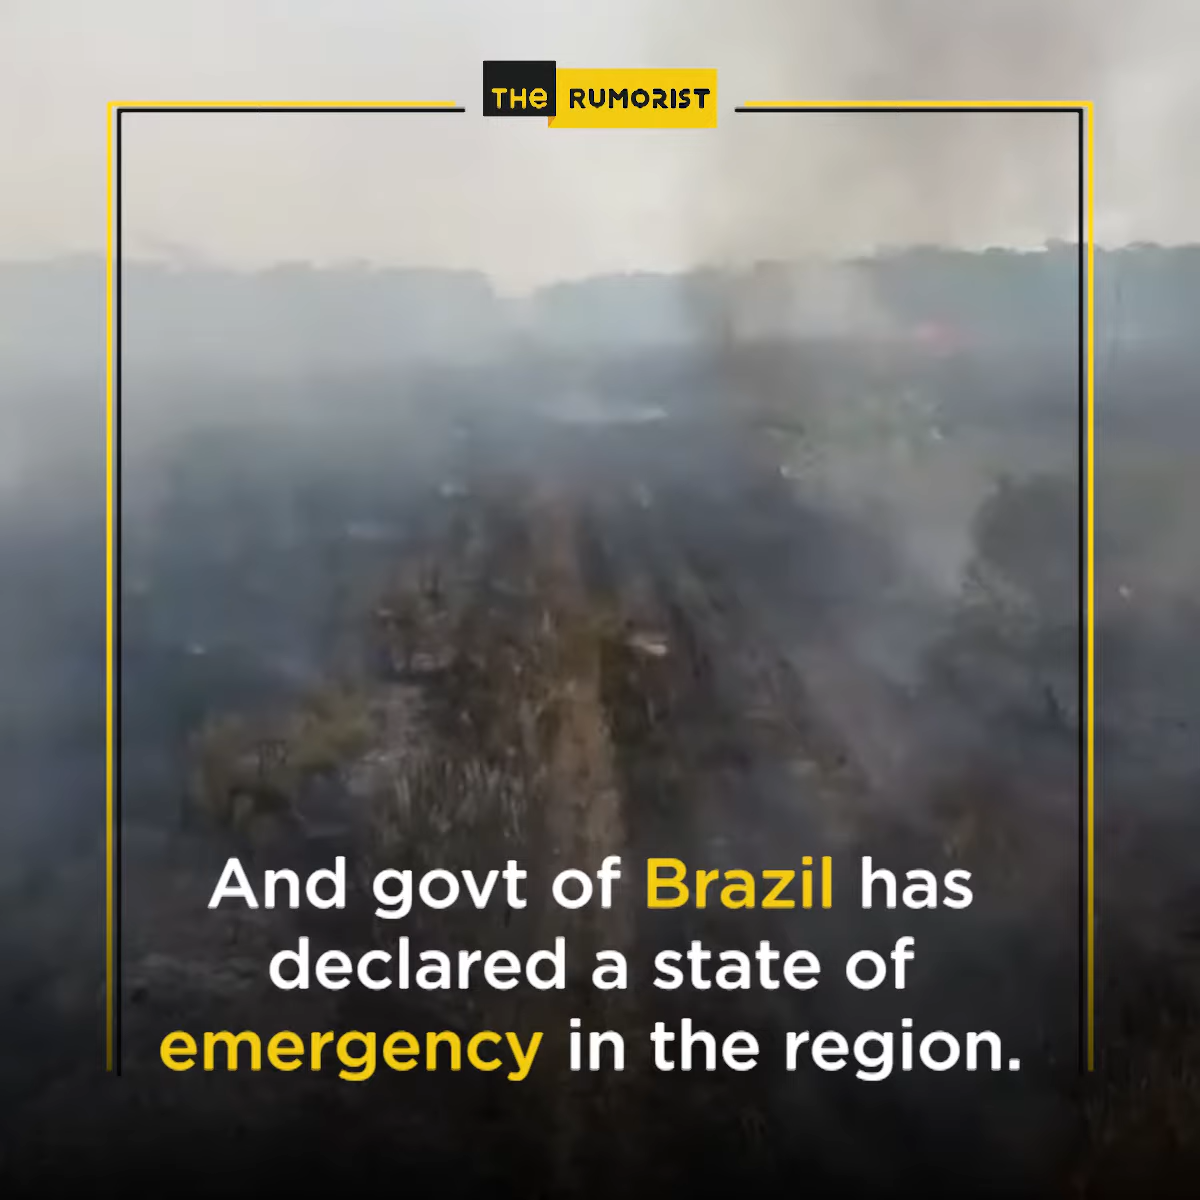 THE RUMORIST
And govt of Brazil has
declared a state of
emergency in the region.